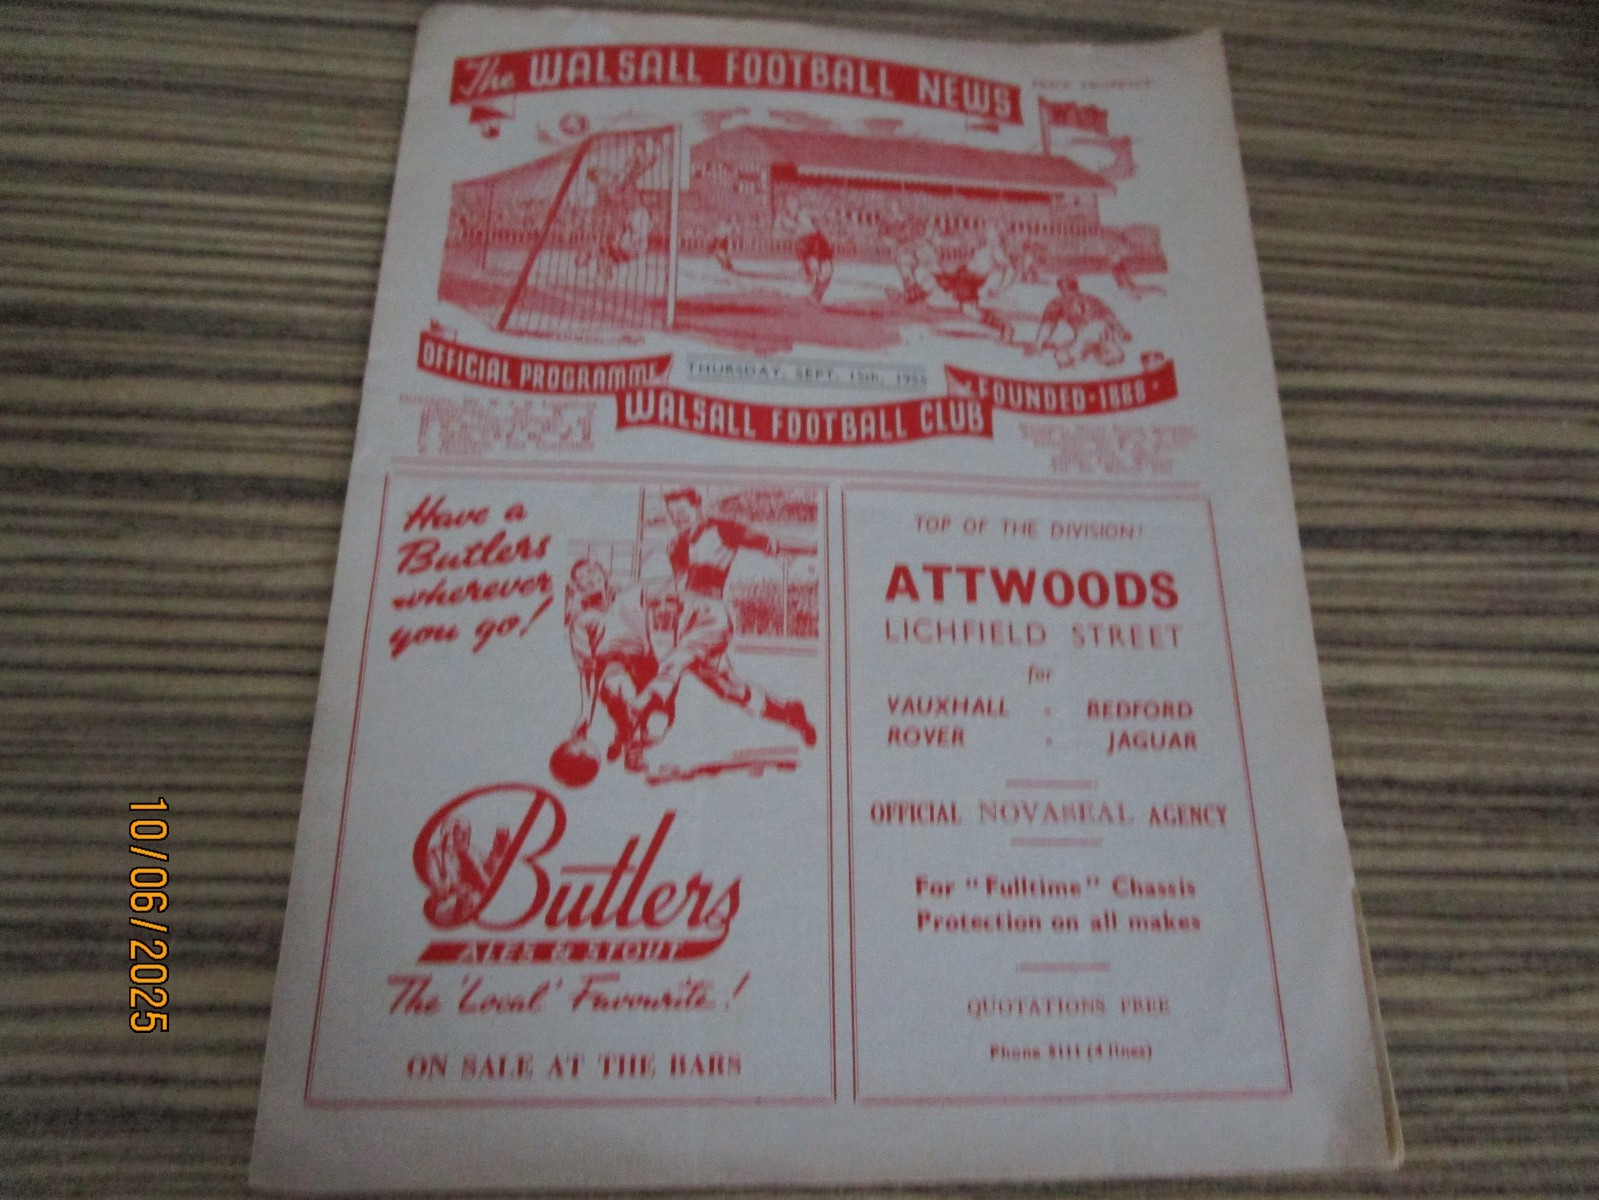 The WALSALL FOOTBALL NEWS
OFFICIAL PROGRAMME
THURSDAY, SEPT. 15th, 1955
FOUNDED · 1888 ·
WALSALL FOOTBALL CLUB
Have a
Butlers
wherever
you go!
Butlers
ALES & STOUT
The 'Local' Favourite!
ON SALE AT THE BARS
TOP OF THE DIVISION!
ATTWOODS
LICHFIELD STREET
for
VAUXHALL - BEDFORD
ROVER - JAGUAR
OFFICIAL NOVASEAL AGENCY
For "Fulltime" Chassis
Protection on all makes
QUOTATIONS FREE
Phone 5111 (4 lines)
10/06/2025